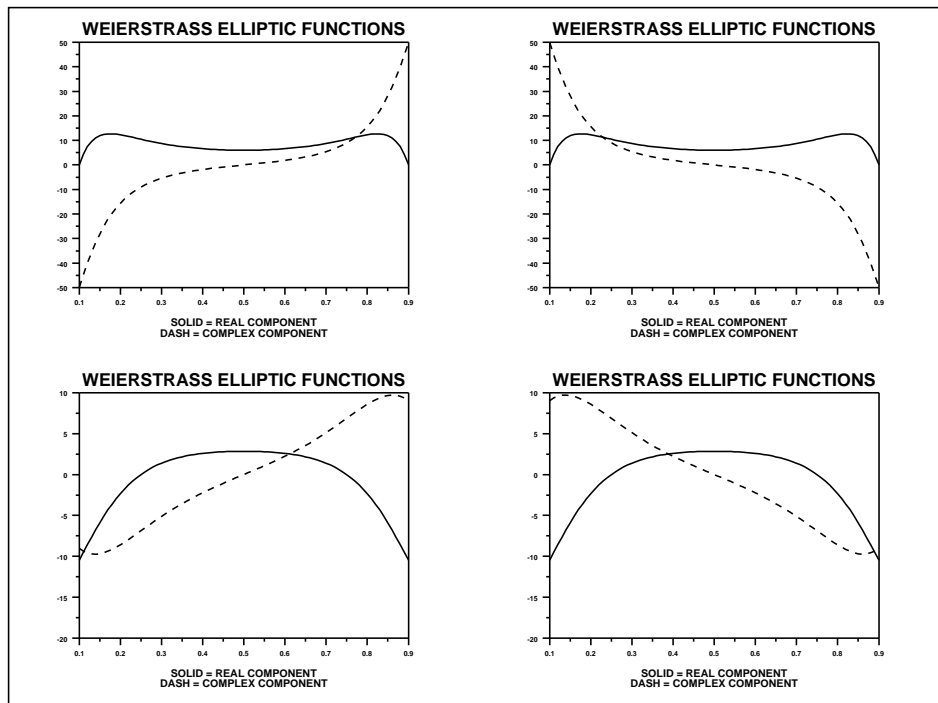 WEIERSTRASS ELLIPTIC FUNCTIONS
50
40
30
20
10
0
-10
-20
-30
-40
-50
0.1 0.2 0.3 0.4 0.5 0.6 0.7 0.8 0.9
SOLID = REAL COMPONENT
DASH = COMPLEX COMPONENT
WEIERSTRASS ELLIPTIC FUNCTIONS
50
40
30
20
10
0
-10
-20
-30
-40
-50
0.1 0.2 0.3 0.4 0.5 0.6 0.7 0.8 0.9
SOLID = REAL COMPONENT
DASH = COMPLEX COMPONENT
WEIERSTRASS ELLIPTIC FUNCTIONS
10
5
0
-5
-10
-15
-20
0.1 0.2 0.3 0.4 0.5 0.6 0.7 0.8 0.9
SOLID = REAL COMPONENT
DASH = COMPLEX COMPONENT
WEIERSTRASS ELLIPTIC FUNCTIONS
10
5
0
-5
-10
-15
-20
0.1 0.2 0.3 0.4 0.5 0.6 0.7 0.8 0.9
SOLID = REAL COMPONENT
DASH = COMPLEX COMPONENT